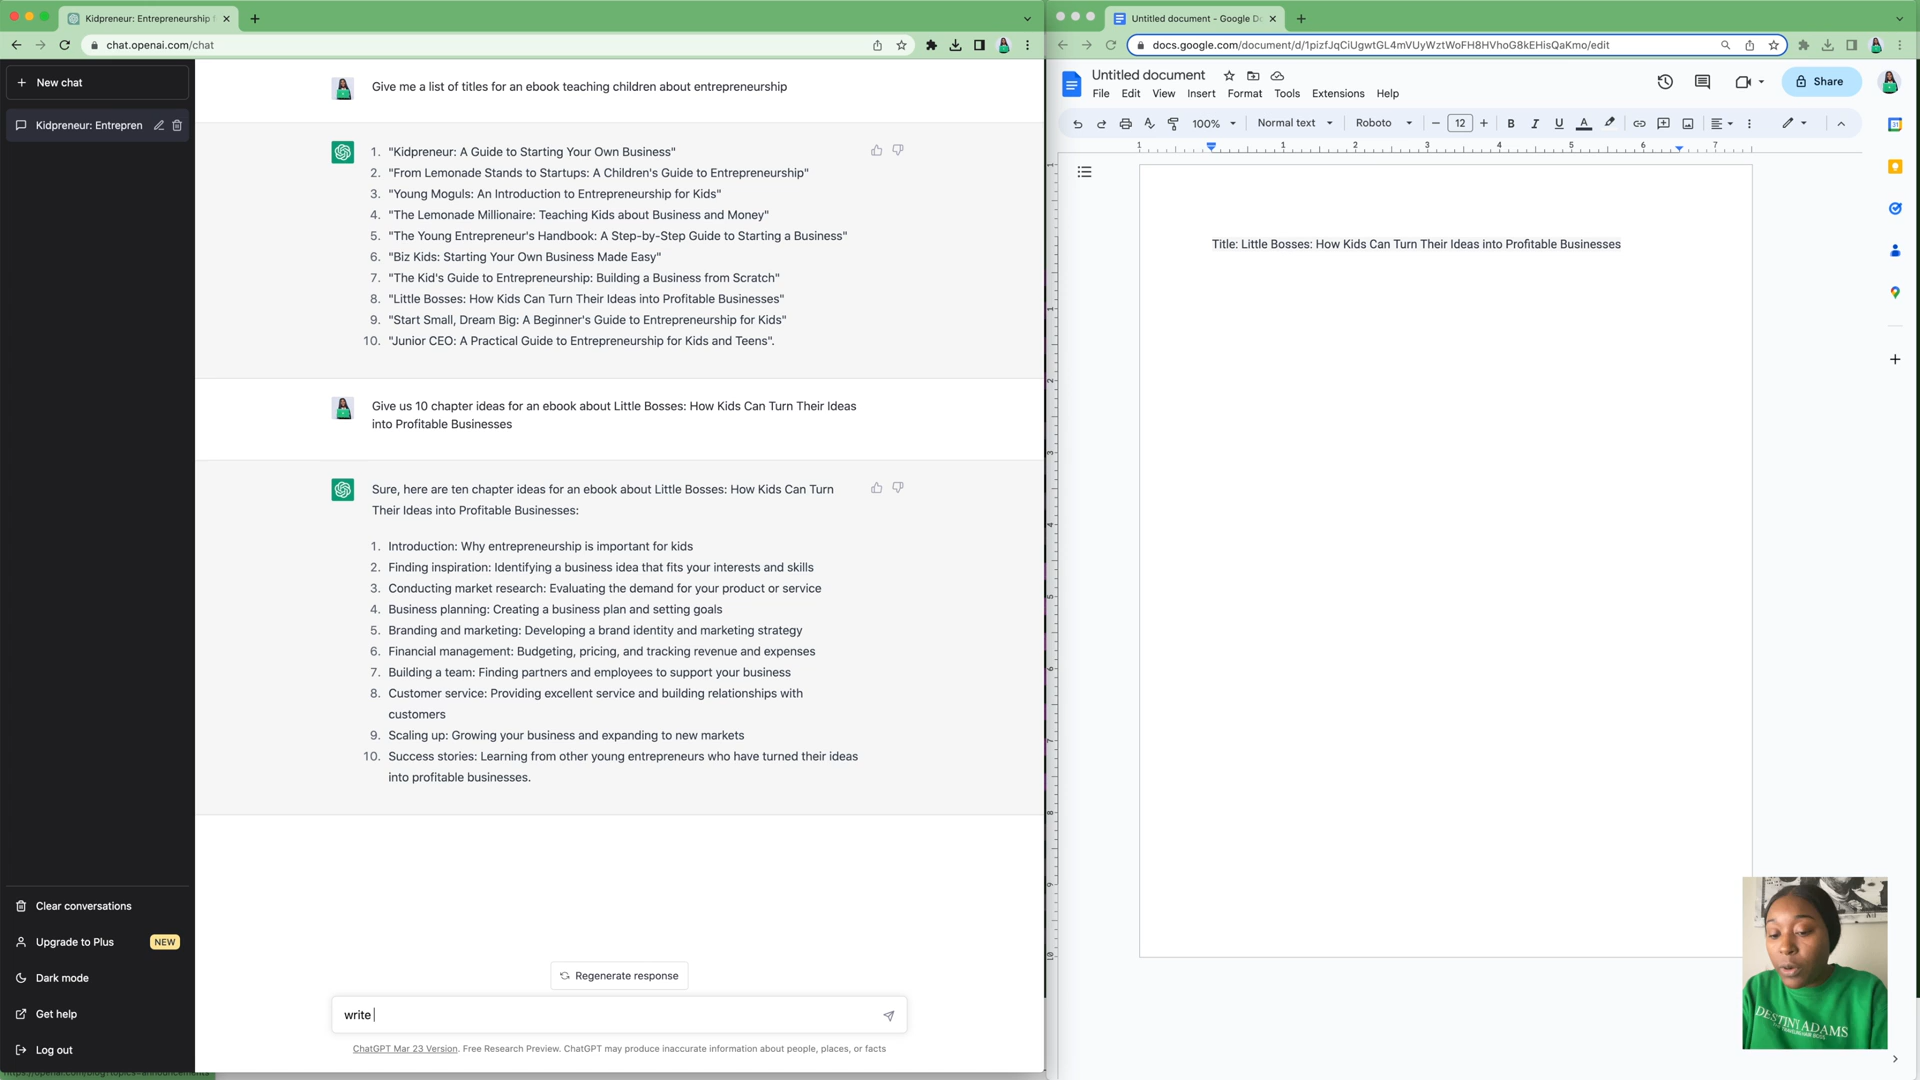 Kidpreneur: Entrepreneurship f
chat.openai.com/chat
New chat
Kidpreneur: Entrepren
Give me a list of titles for an ebook teaching children about entrepreneurship
1. "Kidpreneur: A Guide to Starting Your Own Business"
2. "From Lemonade Stands to Startups: A Children's Guide to Entrepreneurship"
3. "Young Moguls: An Introduction to Entrepreneurship for Kids"
4. "The Lemonade Millionaire: Teaching Kids about Business and Money"
5. "The Young Entrepreneur's Handbook: A Step-by-Step Guide to Starting a Business"
6. "Biz Kids: Starting Your Own Business Made Easy"
7. "The Kid's Guide to Entrepreneurship: Building a Business from Scratch"
8. "Little Bosses: How Kids Can Turn Their Ideas into Profitable Businesses"
9. "Start Small, Dream Big: A Beginner's Guide to Entrepreneurship for Kids"
10. "Junior CEO: A Practical Guide to Entrepreneurship for Kids and Teens".
Give us 10 chapter ideas for an ebook about Little Bosses: How Kids Can Turn Their Ideas
into Profitable Businesses
Sure, here are ten chapter ideas for an ebook about Little Bosses: How Kids Can Turn
Their Ideas into Profitable Businesses:
1. Introduction: Why entrepreneurship is important for kids
2. Finding inspiration: Identifying a business idea that fits your interests and skills
3. Conducting market research: Evaluating the demand for your product or service
4. Business planning: Creating a business plan and setting goals
5. Branding and marketing: Developing a brand identity and marketing strategy
6. Financial management: Budgeting, pricing, and tracking revenue and expenses
7. Building a team: Finding partners and employees to support your business
8. Customer service: Providing excellent service and building relationships with
customers
9. Scaling up: Growing your business and expanding to new markets
10. Success stories: Learning from other young entrepreneurs who have turned their ideas
into profitable businesses.
Clear conversations
Upgrade to Plus NEW
Dark mode
Get help
Log out
Regenerate response
write
ChatGPT Mar 23 Version. Free Research Preview. ChatGPT may produce inaccurate information about people, places, or facts
Untitled document - Google D
docs.google.com/document/d/1pizfJqCiUgwtGL4mVUyWztWoFH8HVhoG8kEHisQaKmo/edit
Untitled document
File Edit View Insert Format Tools Extensions Help
Share
100% Normal text Roboto 12
1 1 2 3 4 5 6 7
Title: Little Bosses: How Kids Can Turn Their Ideas into Profitable Businesses
DESTINY ADAMS